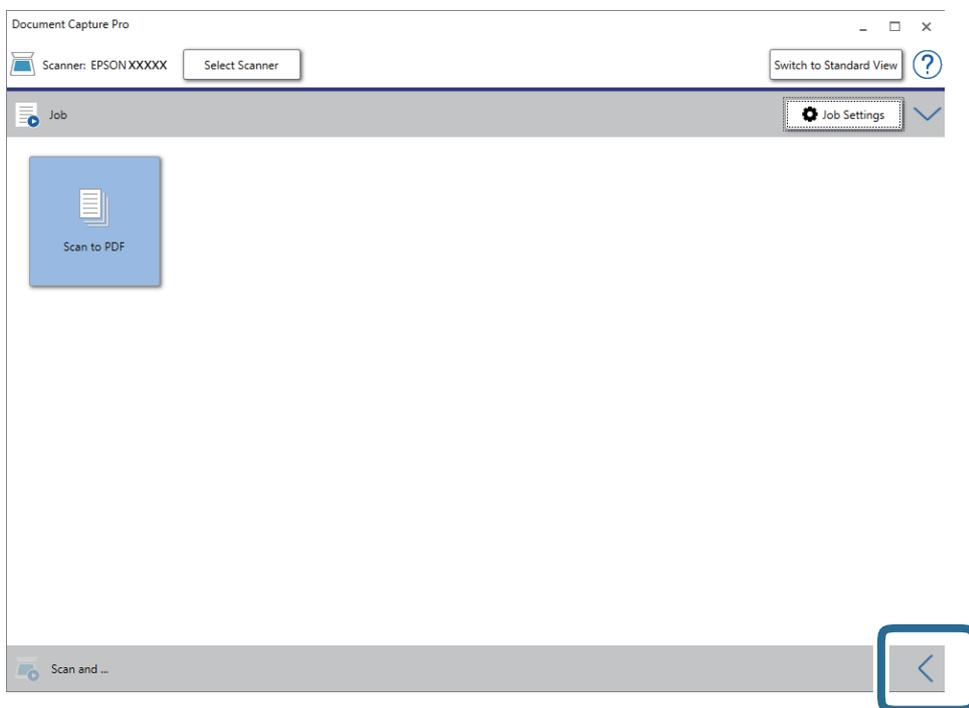 Document Capture Pro
Scanner: EPSON XXXXX Select Scanner Switch to Standard View ?
Job Job Settings
Scan to PDF
Scan and ...